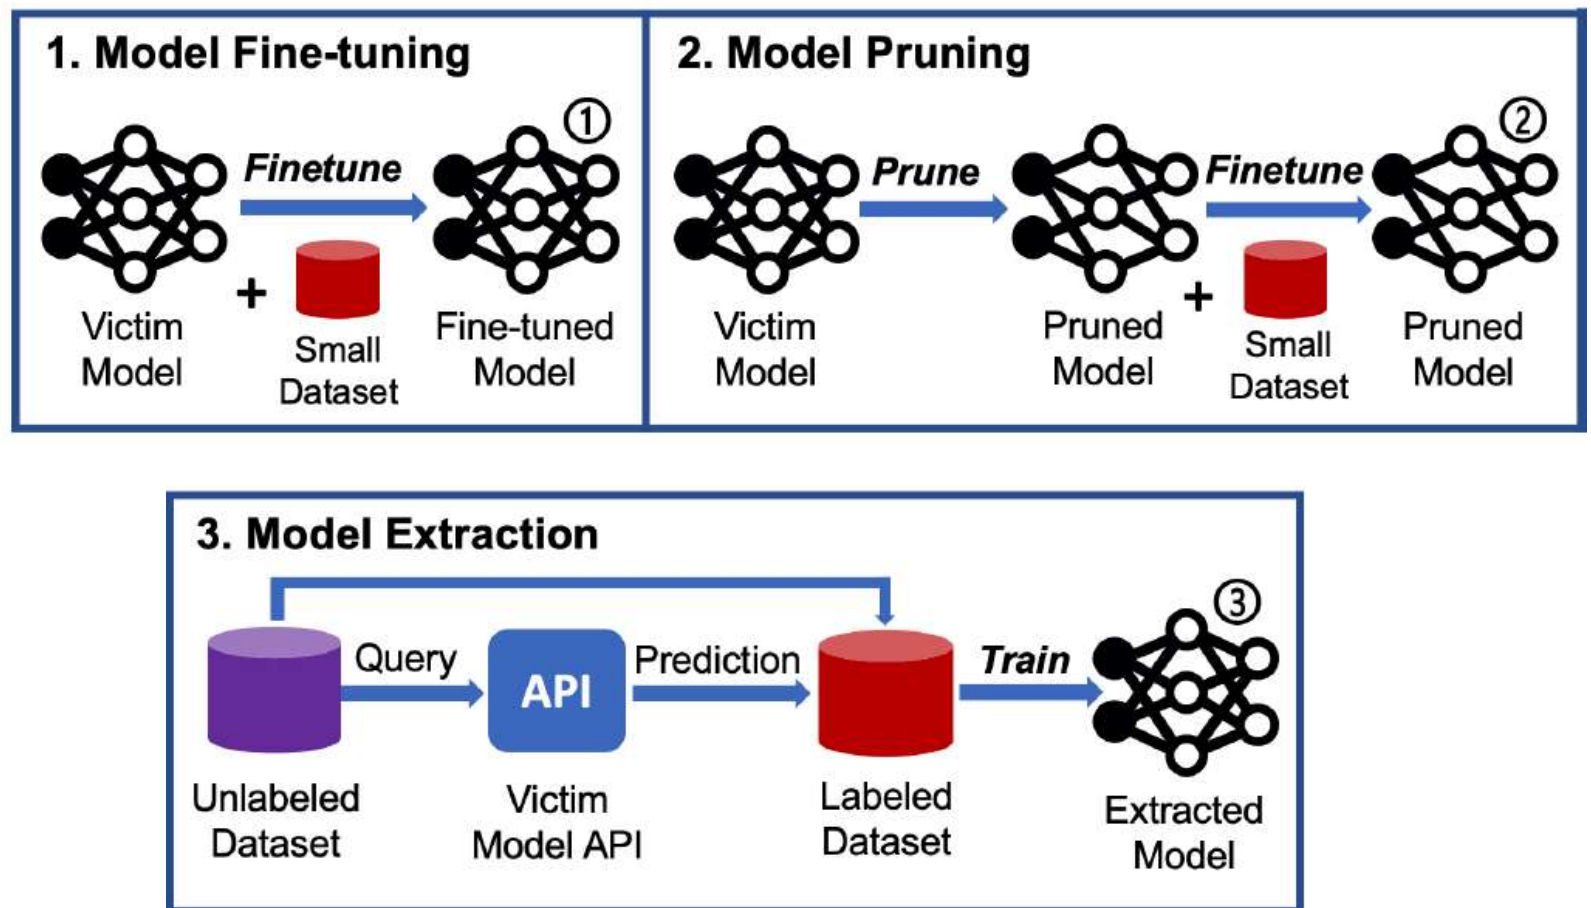 1. Model Fine-tuning
①
Finetune
+
Victim
Model
Small
Dataset
Fine-tuned
Model
2. Model Pruning
②
Prune
Finetune
+
Victim
Model
Pruned
Model
Small
Dataset
Pruned
Model
3. Model Extraction
③
Query
API
Prediction
Train
Unlabeled
Dataset
Victim
Model API
Labeled
Dataset
Extracted
Model